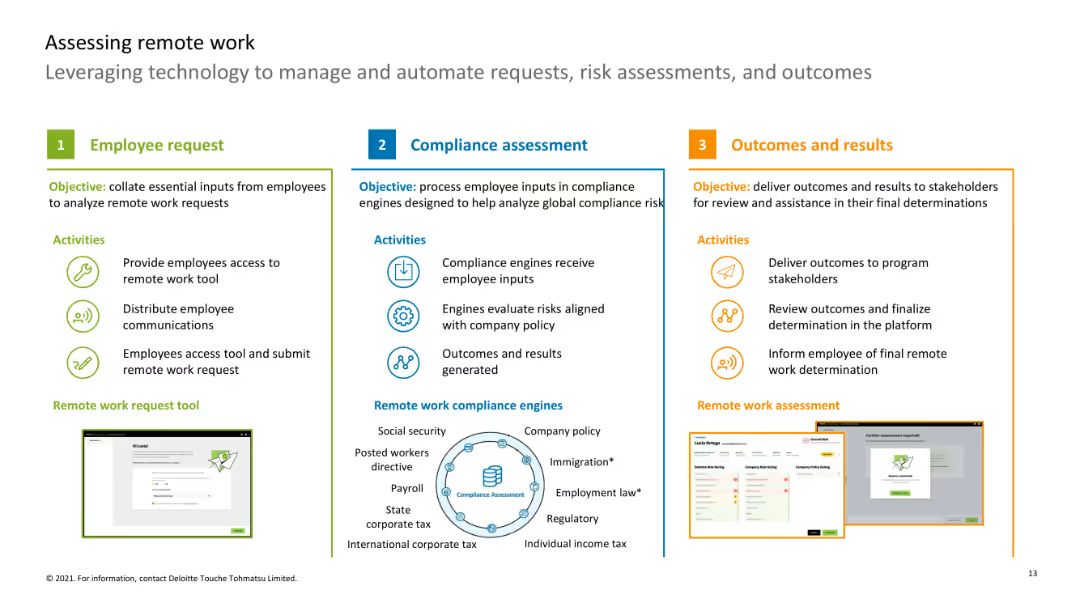 Assessing remote work
Leveraging technology to manage and automate requests, risk assessments, and outcomes
1 Employee request
Objective: collate essential inputs from employees
to analyze remote work requests
Activities
Provide employees access to
remote work tool
Distribute employee
communications
Employees access tool and submit
remote work request
Remote work request tool
Hi Lucia!
2 Compliance assessment
Objective: process employee inputs in compliance
engines designed to help analyze global compliance risk
Activities
Compliance engines receive
employee inputs
Engines evaluate risks aligned
with company policy
Outcomes and results
generated
Remote work compliance engines
Social security
Company policy
Posted workers
directive
Immigration*
Payroll
Compliance Assessment
Employment law*
State
corporate tax
Regulatory
International corporate tax
Individual income tax
3 Outcomes and results
Objective: deliver outcomes and results to stakeholders
for review and assistance in their final determinations
Activities
Deliver outcomes to program
stakeholders
Review outcomes and finalize
determination in the platform
Inform employee of final remote
work determination
Remote work assessment
Company Risk Rating
Company Policy Rating
Further assessment required!
© 2021. For information, contact Deloitte Touche Tohmatsu Limited.
13